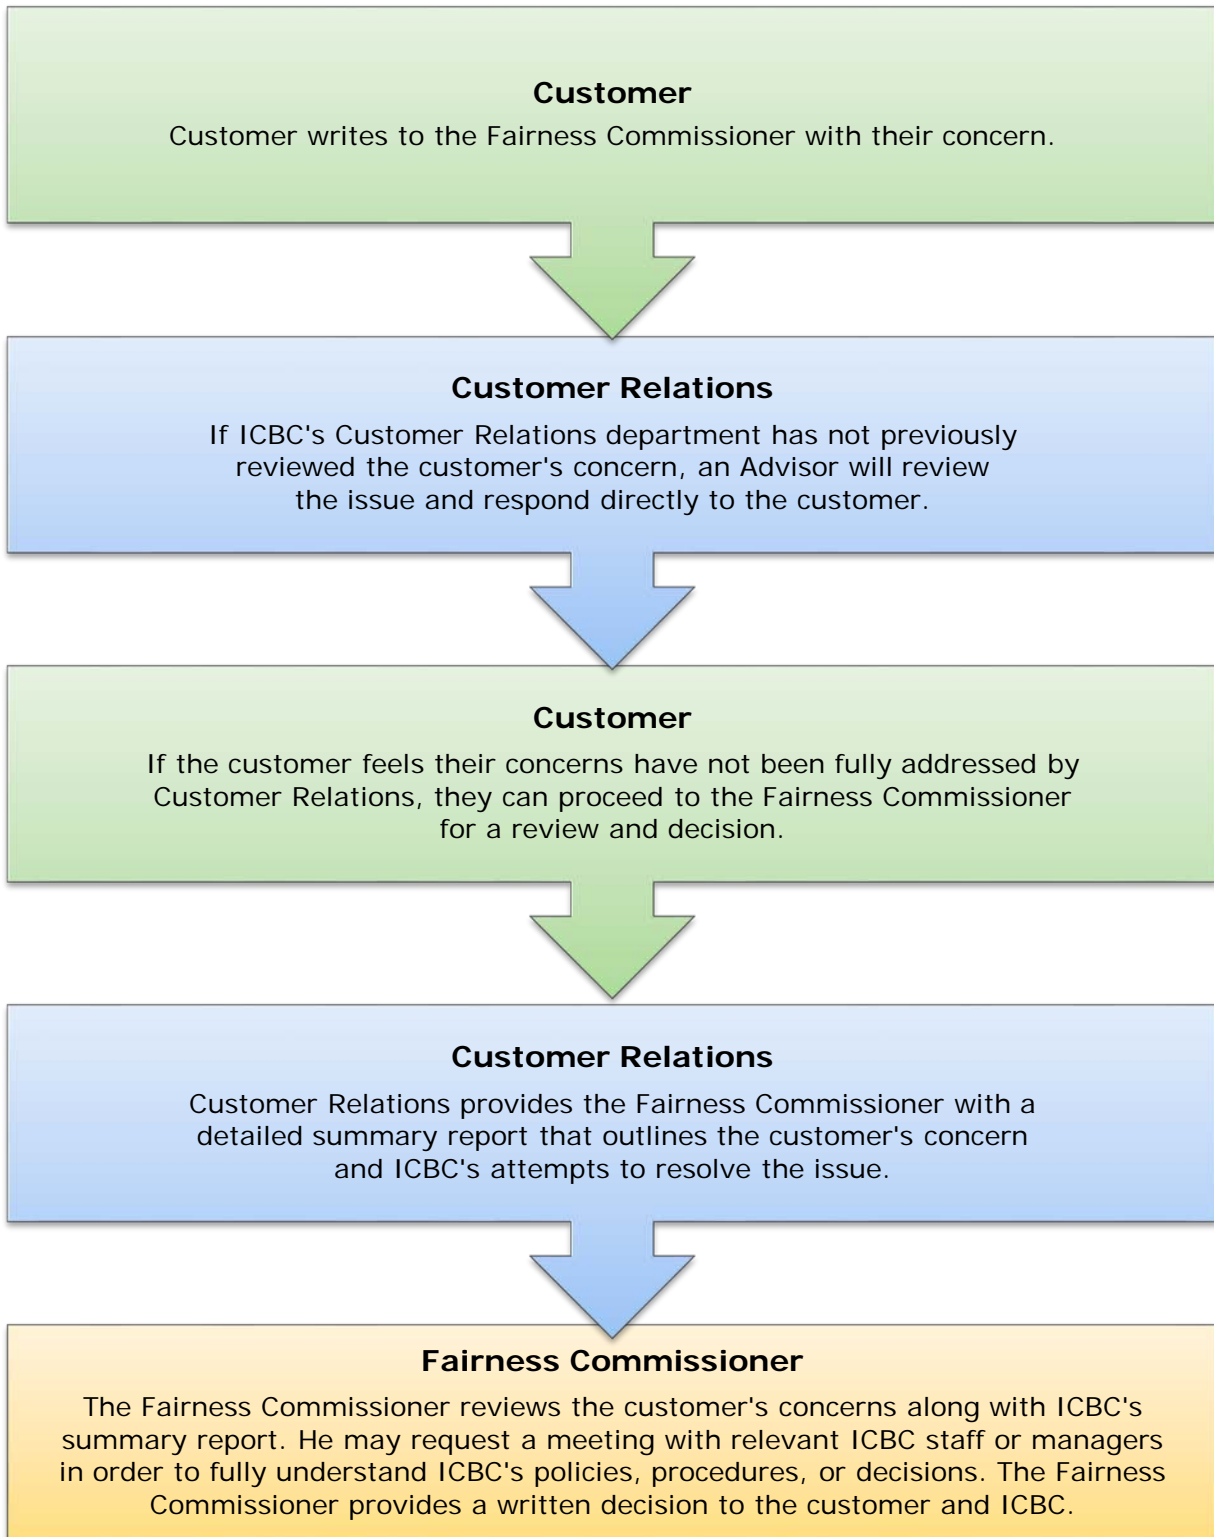 Customer
Customer writes to the Fairness Commissioner with their concern.
Customer Relations
If ICBC's Customer Relations department has not previously
reviewed the customer's concern, an Advisor will review
the issue and respond directly to the customer.
Customer
If the customer feels their concerns have not been fully addressed by
Customer Relations, they can proceed to the Fairness Commissioner
for a review and decision.
Customer Relations
Customer Relations provides the Fairness Commissioner with a
detailed summary report that outlines the customer's concern
and ICBC's attempts to resolve the issue.
Fairness Commissioner
The Fairness Commissioner reviews the customer's concerns along with ICBC's
summary report. He may request a meeting with relevant ICBC staff or managers
in order to fully understand ICBC's policies, procedures, or decisions. The Fairness
Commissioner provides a written decision to the customer and ICBC.